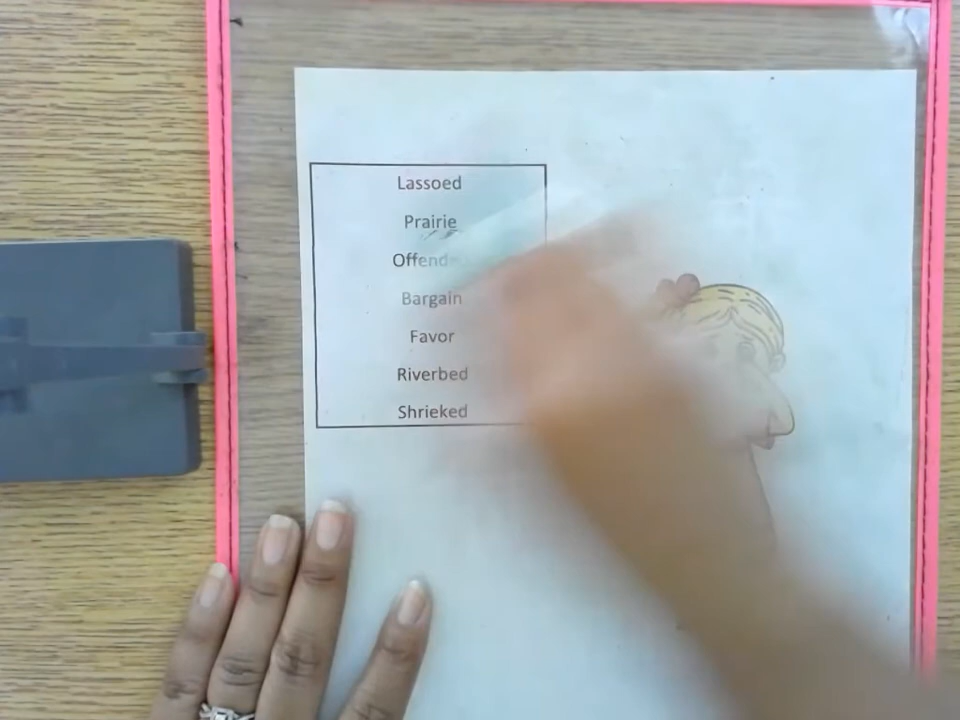 Lassoed
Prairie
Bargain
Favor
Riverbed
Shrieked